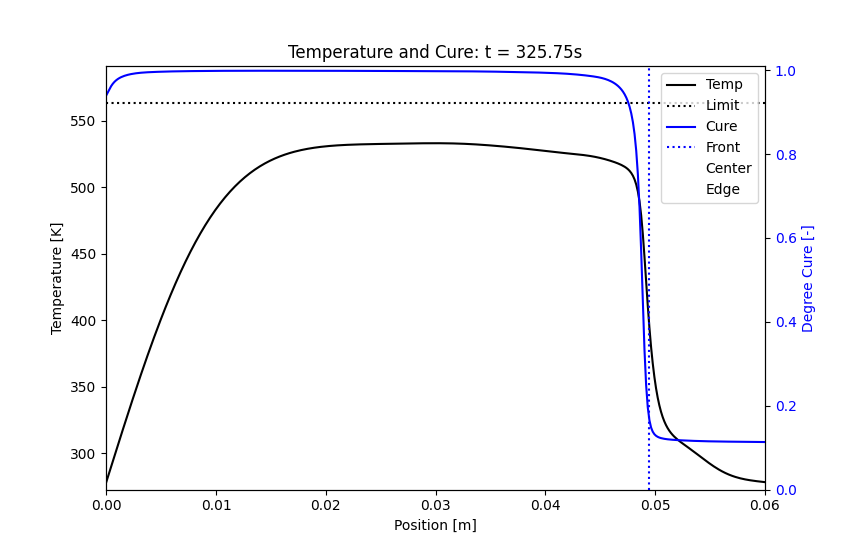 Temperature and Cure: t = 325.75s
Temp
Limit
Cure
Front
Center
Edge
Temperature [K]
550
500
450
400
350
300
Degree Cure [-]
1.0
0.8
0.6
0.4
0.2
0.0
0.00 0.01 0.02 0.03 0.04 0.05 0.06
Position [m]